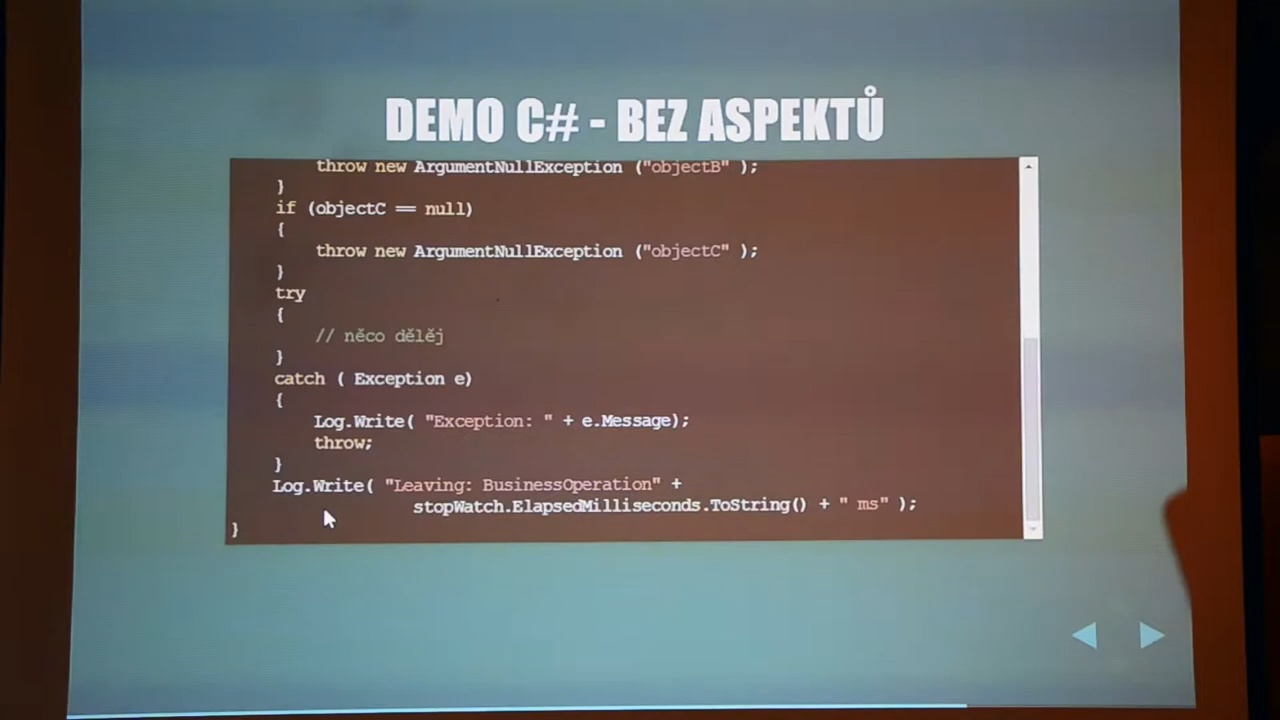 DEMO C# - BEZ ASPEKTŮ
throw new ArgumentNullException ("objectB" );
}
if (objectC == null)
{
throw new ArgumentNullException ("objectC" );
}
try
{
// něco dělěj
}
catch ( Exception e)
{
Log.Write( "Exception: " + e.Message);
throw;
}
Log.Write( "Leaving: BusinessOperation" +
stopWatch.ElapsedMilliseconds.ToString() + " ms" );
}